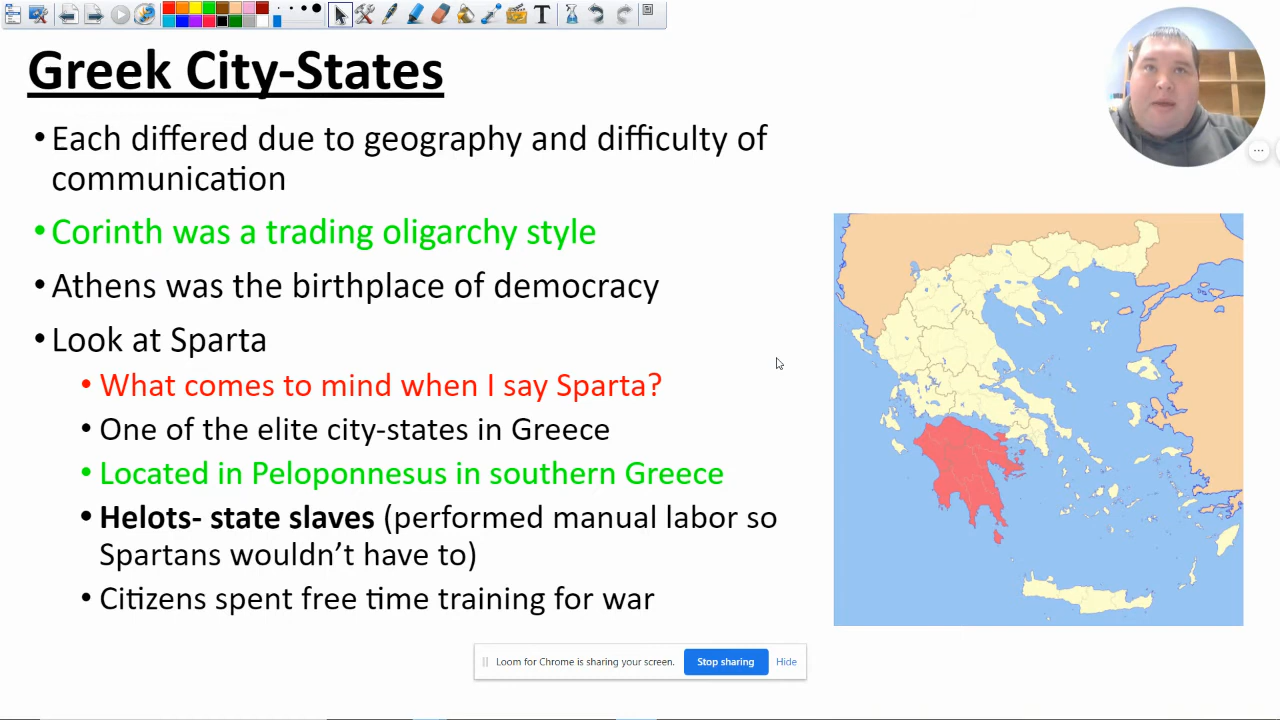 Greek City-States
•Each differed due to geography and difficulty of
communication
•Corinth was a trading oligarchy style
•Athens was the birthplace of democracy
•Look at Sparta
•What comes to mind when I say Sparta?
•One of the elite city-states in Greece
•Located in Peloponnesus in southern Greece
•Helots- state slaves (performed manual labor so
Spartans wouldn't have to)
•Citizens spent free time training for war
Loom for Chrome is sharing your screen. Stop sharing Hide